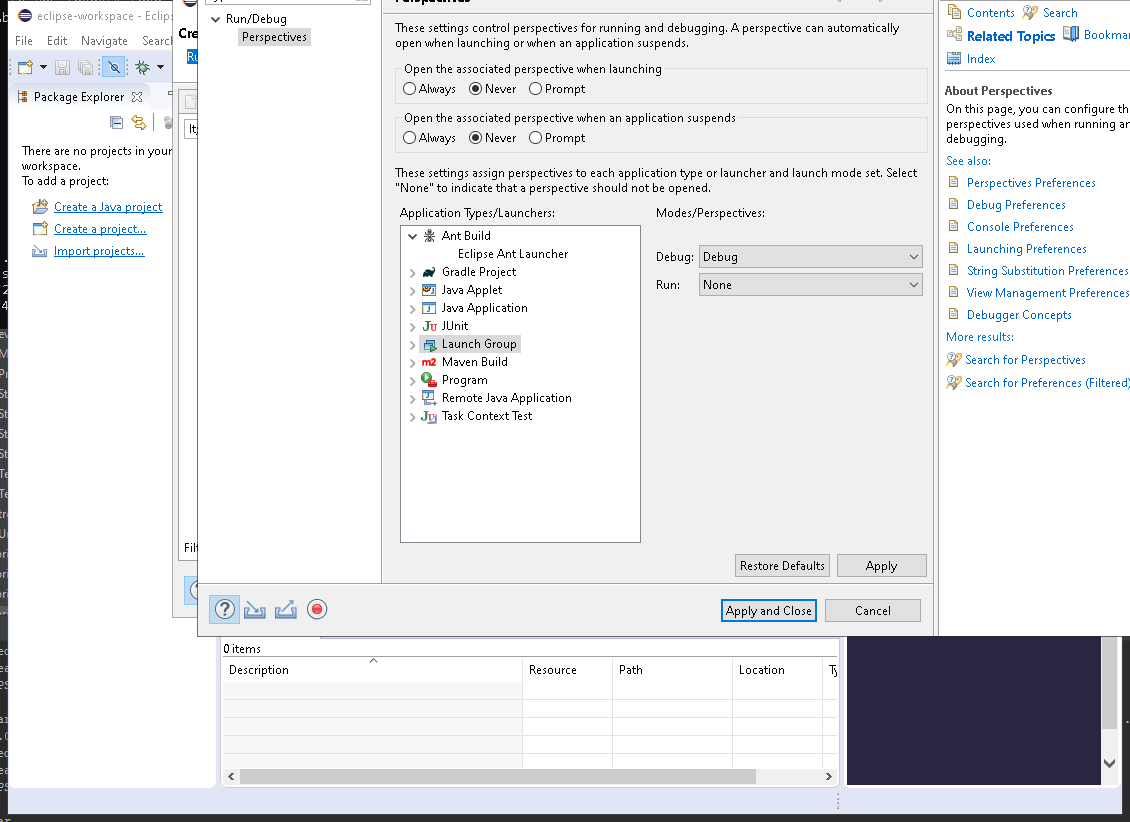 eclipse-workspace - Eclips
File Edit Navigate Search
Package Explorer
There are no projects in your
workspace.
To add a project:
Create a Java project
Create a project...
Import projects...
Cre
Run/Debug
Perspectives
Perspectives
These settings control perspectives for running and debugging. A perspective can automatically
open when launching or when an application suspends.
Open the associated perspective when launching
Always Never Prompt
Open the associated perspective when an application suspends
Always Never Prompt
These settings assign perspectives to each application type or launcher and launch mode set. Select
"None" to indicate that a perspective should not be opened.
Application Types/Launchers:
Ant Build
Eclipse Ant Launcher
Gradle Project
Java Applet
Java Application
JUnit
Launch Group
Maven Build
Program
Remote Java Application
Task Context Test
Modes/Perspectives:
Debug: Debug
Run: None
Restore Defaults Apply
Apply and Close Cancel
Contents Search
Related Topics Bookmar
Index
About Perspectives
On this page, you can configure th
perspectives used when running an
debugging.
See also:
Perspectives Preferences
Debug Preferences
Console Preferences
Launching Preferences
String Substitution Preferences
View Management Preferences
Debugger Concepts
More results:
Search for Perspectives
Search for Preferences (Filtered)
Filt
0 items
Description Resource Path Location Ty